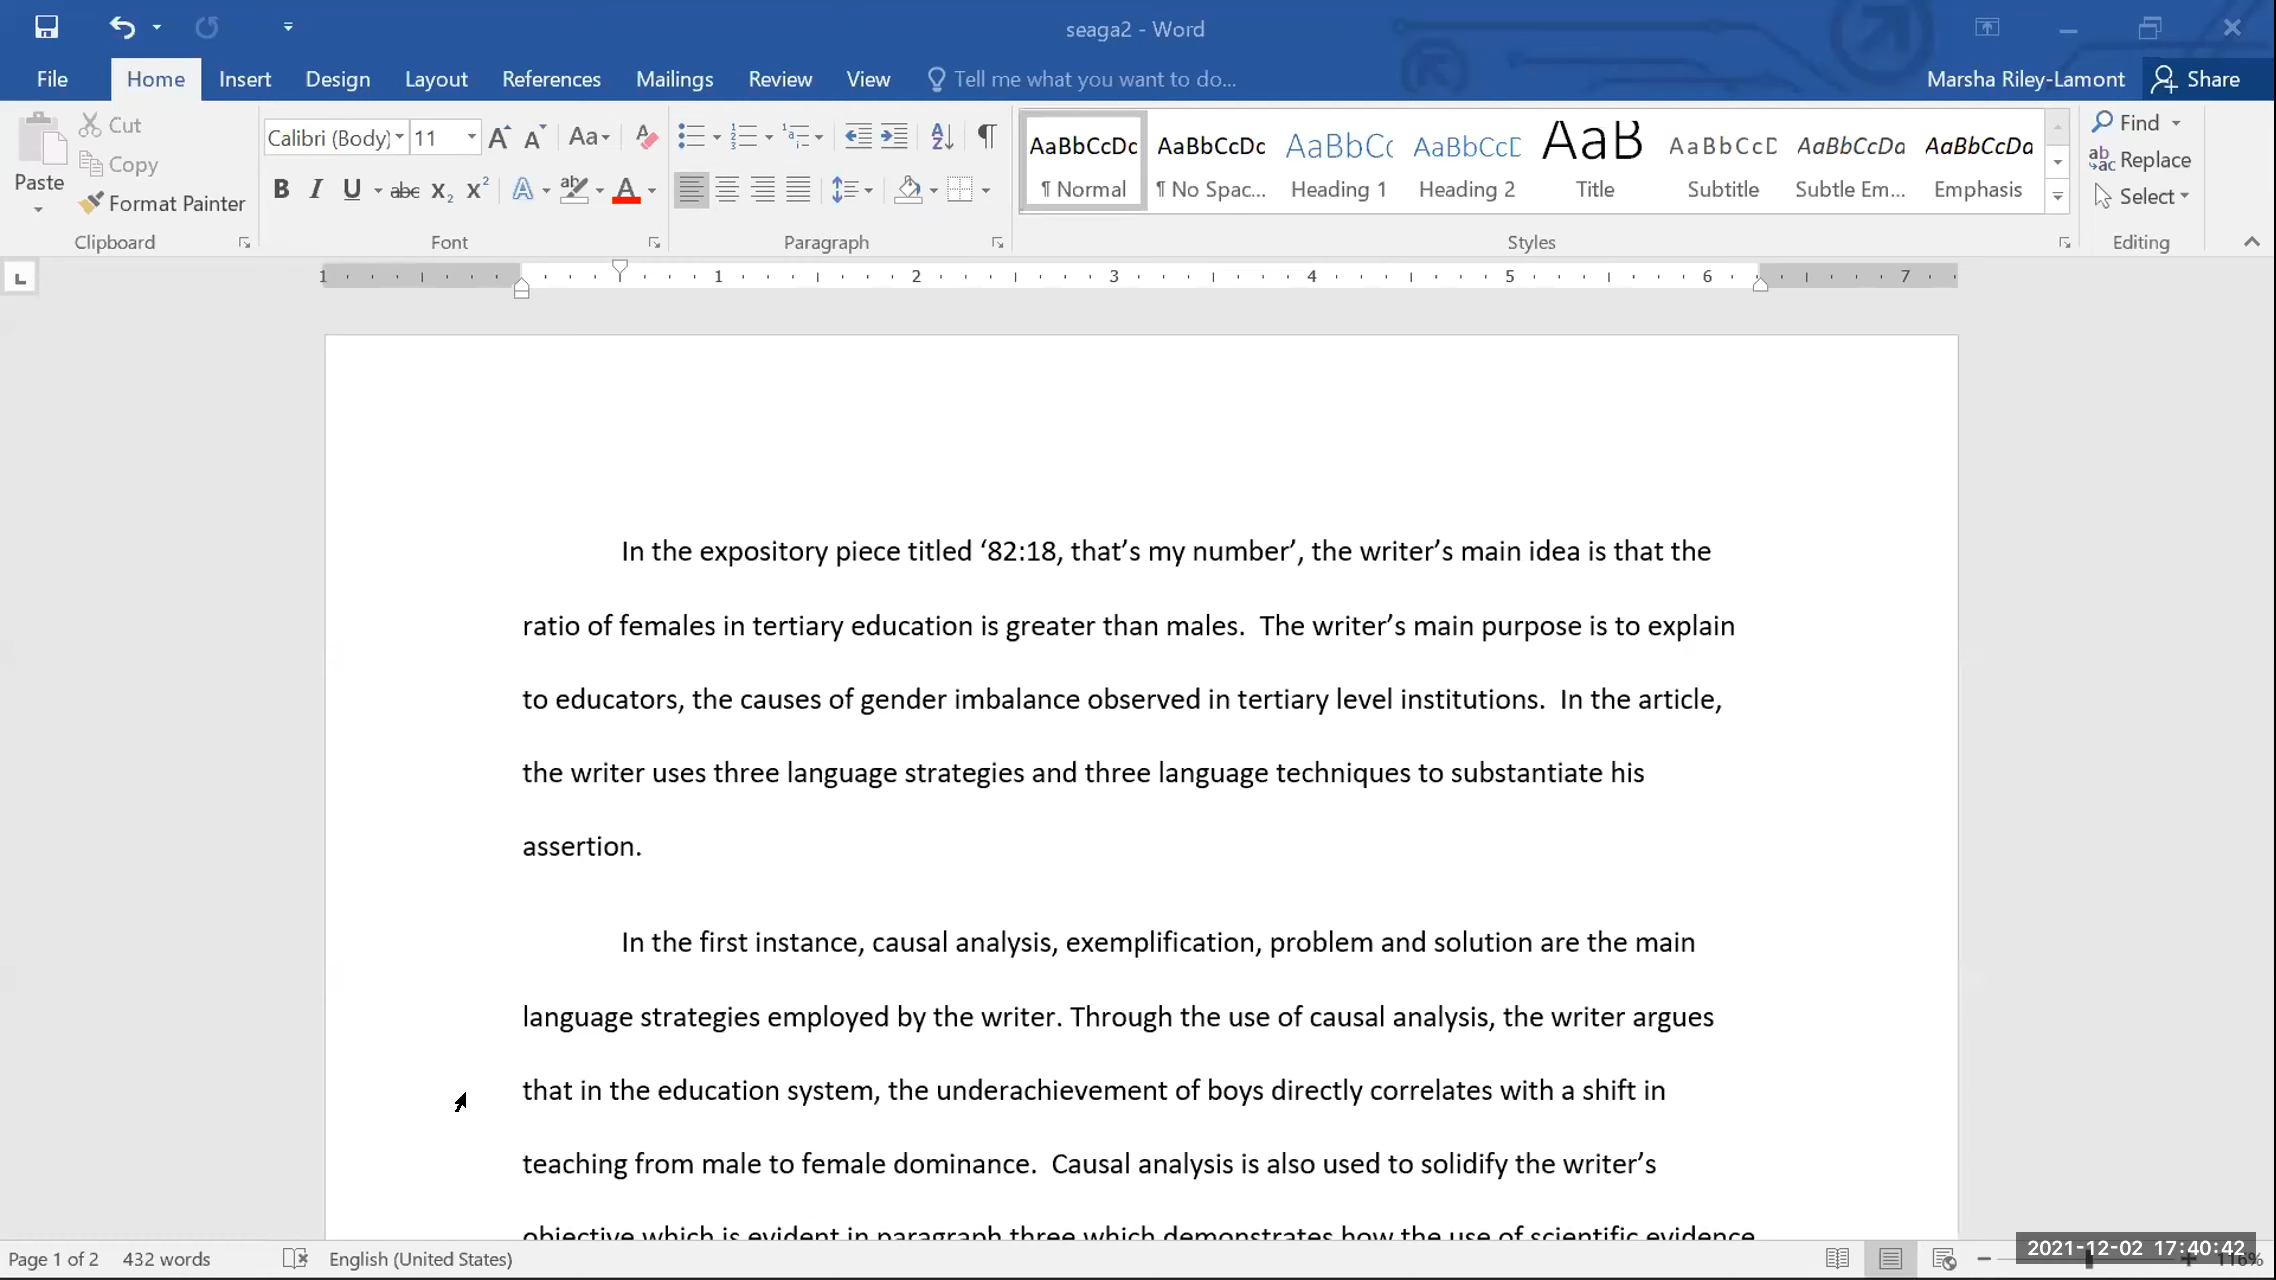 seaga2 - Word
File Home Insert Design Layout References Mailings Review View Tell me what you want to do... Marsha Riley-Lamont Share
Paste
Cut
Copy
Format Painter
Clipboard
Calibri (Body) 11
Font
Paragraph
AaBbCcDc AaBbCcDc AaBbCc AaBbCcD AaB AaBbCcD AaBbCcDa AaBbCcDa
¶ Normal ¶ No Spac... Heading 1 Heading 2 Title Subtitle Subtle Em... Emphasis
Styles
Find
Replace
Select
Editing
1 1 2 3 4 5 6 7
In the expository piece titled ‘82:18, that’s my number’, the writer’s main idea is that the
ratio of females in tertiary education is greater than males.  The writer’s main purpose is to explain
to educators, the causes of gender imbalance observed in tertiary level institutions.  In the article,
the writer uses three language strategies and three language techniques to substantiate his
assertion.
In the first instance, causal analysis, exemplification, problem and solution are the main
language strategies employed by the writer. Through the use of causal analysis, the writer argues
that in the education system, the underachievement of boys directly correlates with a shift in
teaching from male to female dominance.  Causal analysis is also used to solidify the writer’s
objective which is evident in paragraph three which demonstrates how the use of scientific evidence
Page 1 of 2 432 words English (United States) 116%
2021-12-02 17:40:42